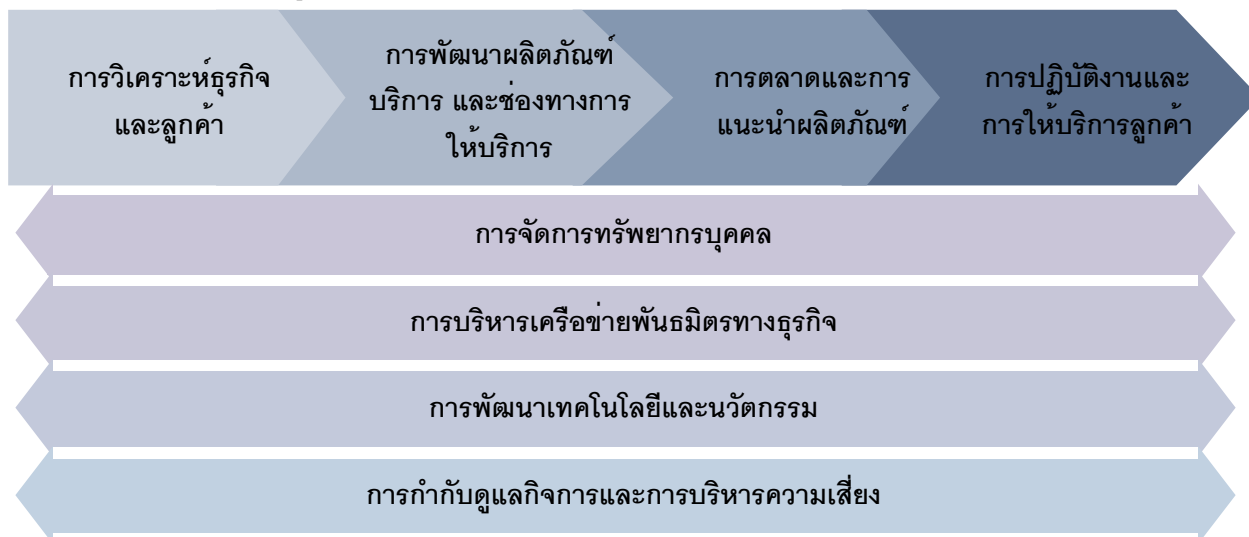 การวิเคราะห์ธุรกิจ
และลูกค้า
การพัฒนาผลิตภัณฑ์
บริการ และช่องทางการ
ให้บริการ
การตลาดและการ
แนะนำผลิตภัณฑ์
การปฏิบัติงานและ
การให้บริการลูกค้า
การจัดการทรัพยากรบุคคล
การบริหารเครือข่ายพันธมิตรทางธุรกิจ
การพัฒนาเทคโนโลยีและนวัตกรรม
การกำกับดูแลกิจการและการบริหารความเสี่ยง